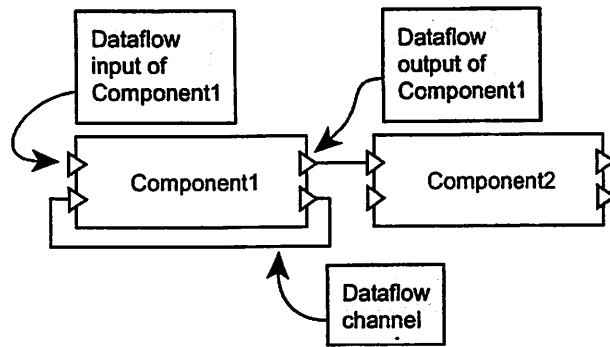 Dataflow
input of
Component1
Dataflow
output of
Component1
Component1
Component2
Dataflow
channel